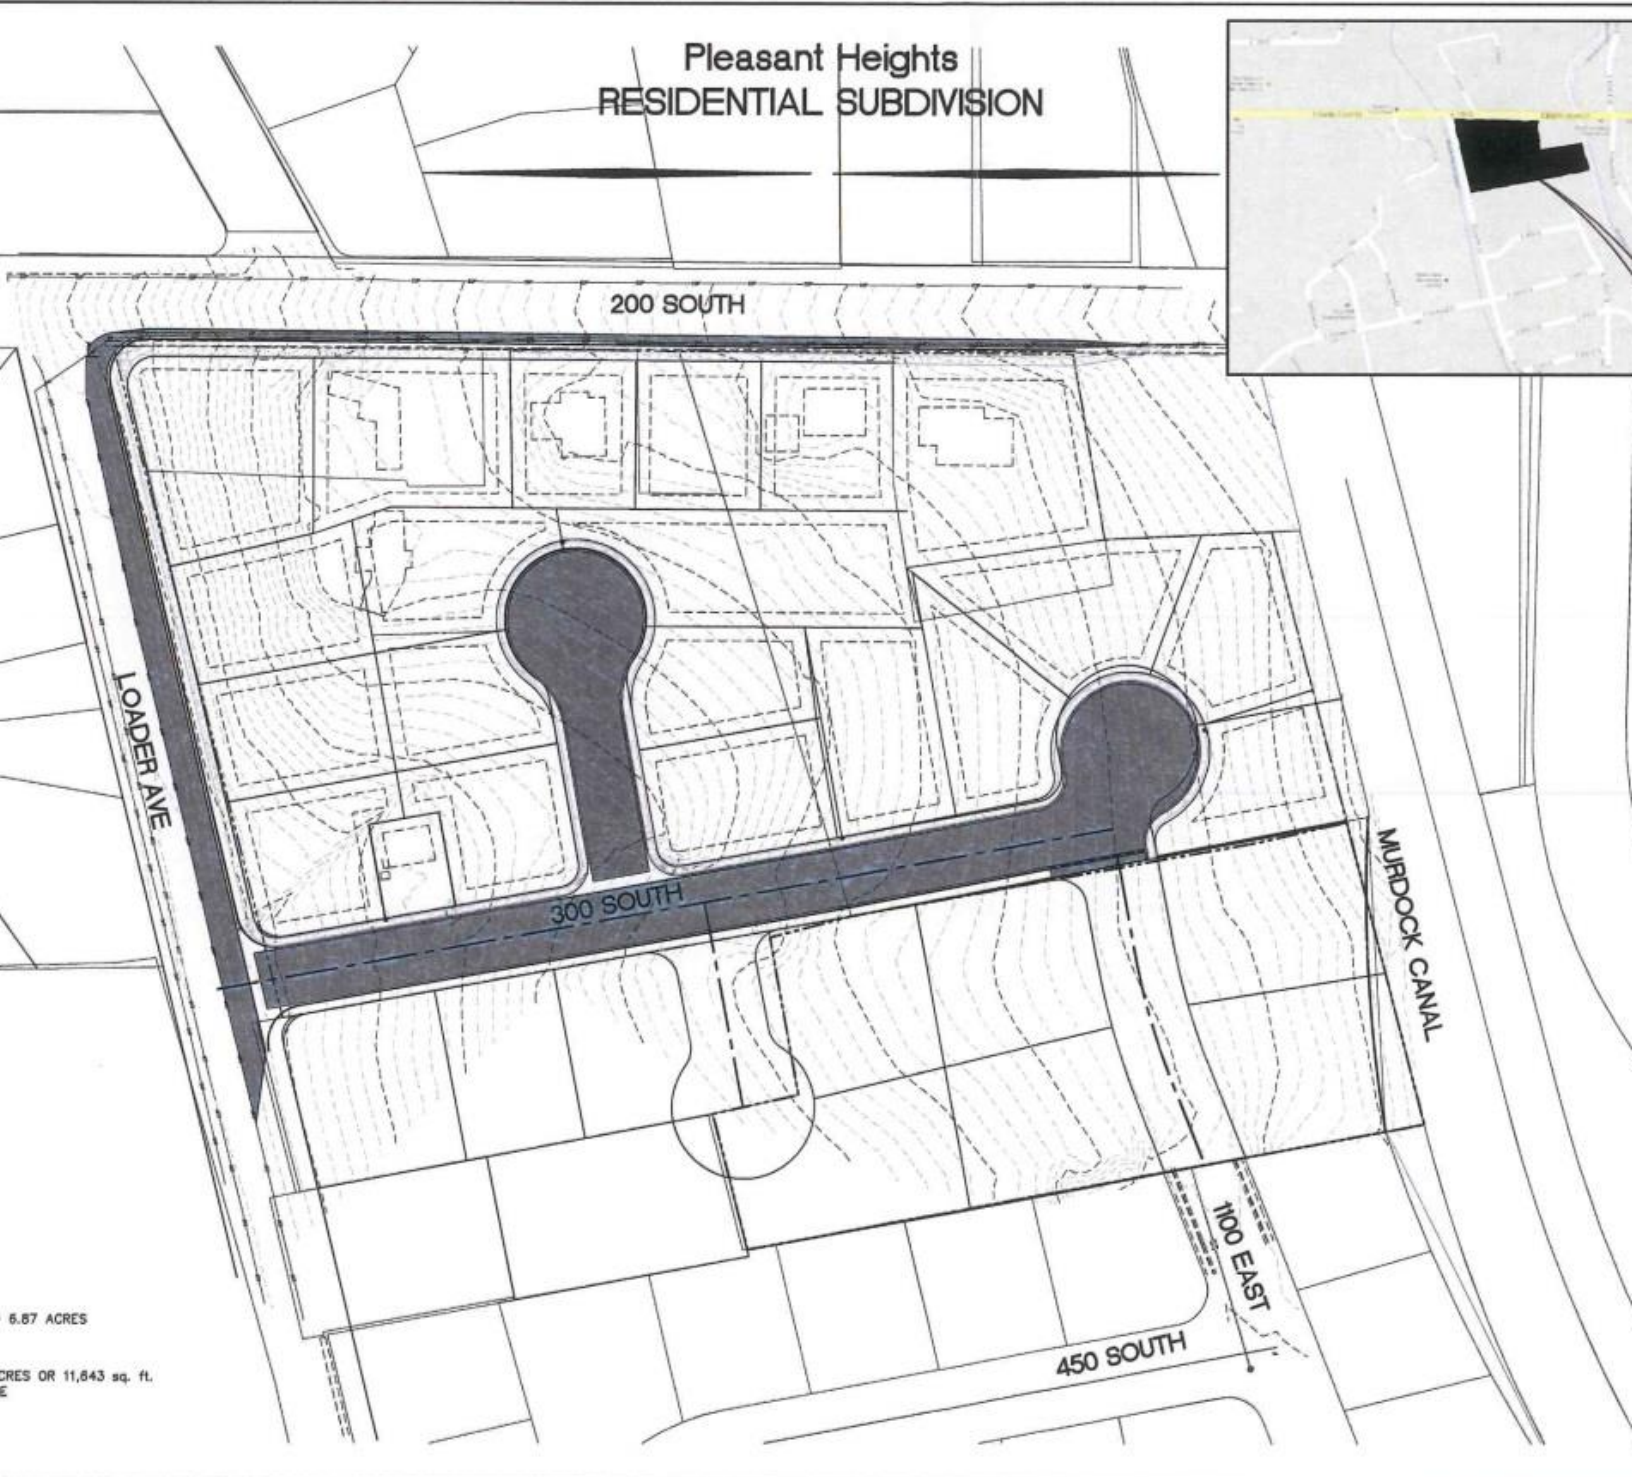 Pleasant Heights
RESIDENTIAL SUBDIVISION
200 SOUTH
LOADER AVE
300 SOUTH
MURDOCK CANAL
1100 EAST
6.87 ACRES
CRES OR 11,643 sq. ft.
E
450 SOUTH